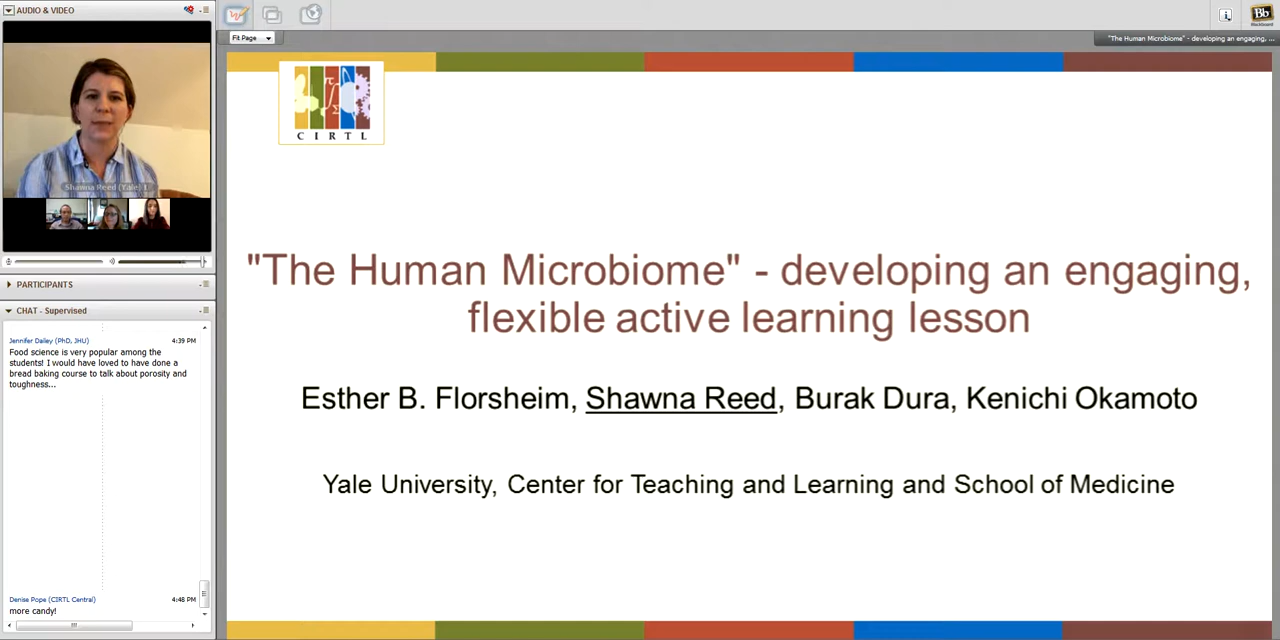 AUDIO & VIDEO
Shawna Reed (Yale)
PARTICIPANTS
CHAT - Supervised
Jennifer Dailey (PhD, JHU) 4:39 PM
Food science is very popular among the
students! I would have loved to have done a
bread baking course to talk about porosity and
toughness...
Denise Pope (CIRTL Central) 4:48 PM
more candy!
Fit Page
Bb
Blackboard
"The Human Microbiome" - developing an engaging, ...
CIRTL
"The Human Microbiome" - developing an engaging,
flexible active learning lesson
Esther B. Florsheim, Shawna Reed, Burak Dura, Kenichi Okamoto
Yale University, Center for Teaching and Learning and School of Medicine